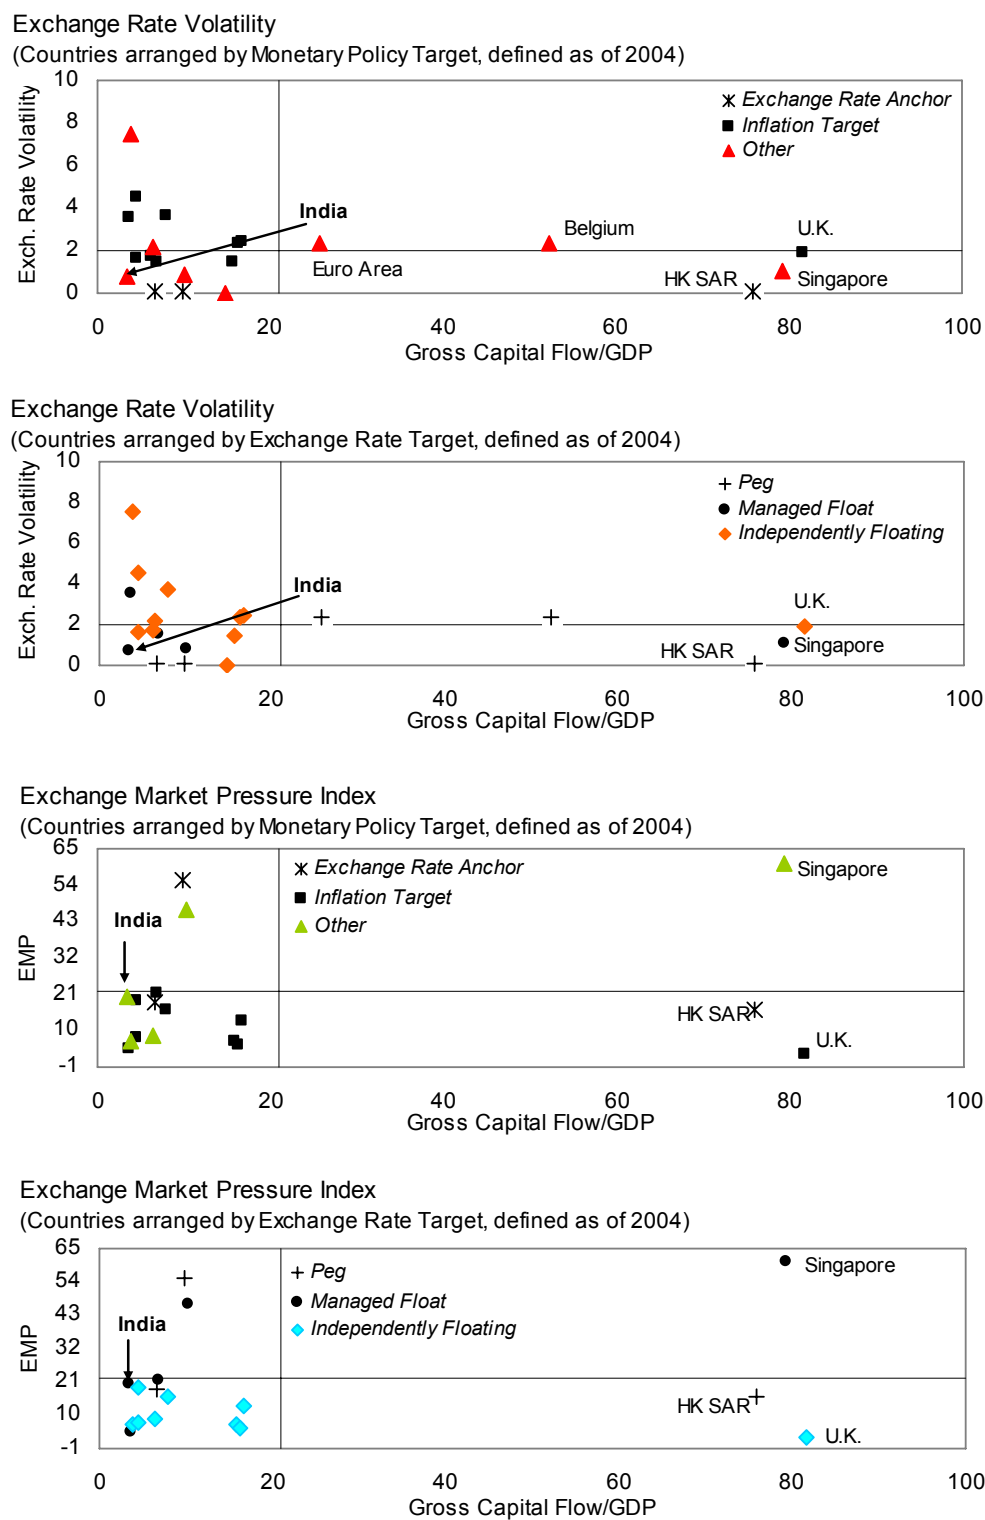 Exchange Rate Volatility
(Countries arranged by Monetary Policy Target, defined as of 2004)
10
8
6
4
2
0
Exch. Rate Volatility
Exchange Rate Anchor
Inflation Target
Other
India
Belgium
U.K.
Euro Area
HK SAR
Singapore
0 20 40 60 80 100
Gross Capital Flow/GDP
Exchange Rate Volatility
(Countries arranged by Exchange Rate Target, defined as of 2004)
10
8
6
4
2
0
Exch. Rate Volatility
Peg
Managed Float
Independently Floating
India
U.K.
HK SAR
Singapore
0 20 40 60 80 100
Gross Capital Flow/GDP
Exchange Market Pressure Index
(Countries arranged by Monetary Policy Target, defined as of 2004)
65
54
43
32
21
10
-1
EMP
Exchange Rate Anchor
Inflation Target
Other
India
Singapore
HK SAR
U.K.
0 20 40 60 80 100
Gross Capital Flow/GDP
Exchange Market Pressure Index
(Countries arranged by Exchange Rate Target, defined as of 2004)
65
54
43
32
21
10
-1
EMP
Peg
Managed Float
Independently Floating
India
Singapore
HK SAR
U.K.
0 20 40 60 80 100
Gross Capital Flow/GDP